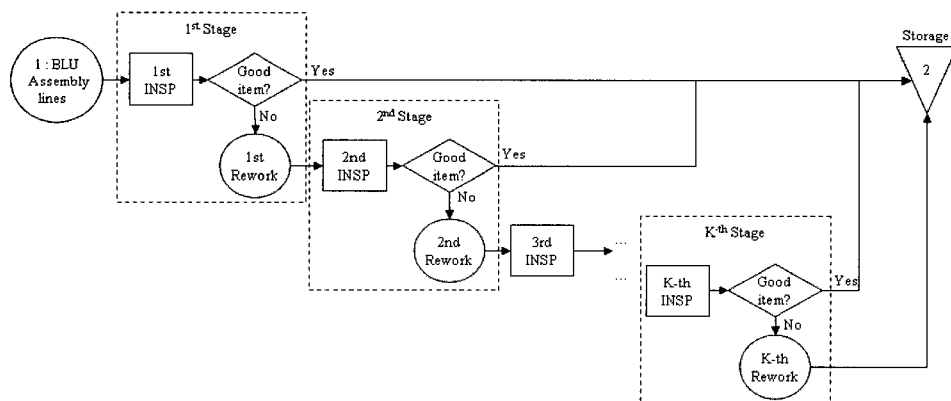 1st Stage
Storage
1 : BLU
Assembly
lines
1st
INSP
Good
item?
Yes
2
No
1st
Rework
2nd Stage
2nd
INSP
Good
item?
Yes
No
2nd
Rework
3rd
INSP
...
...
K-th Stage
K-th
INSP
Good
item?
Yes
No
K-th
Rework